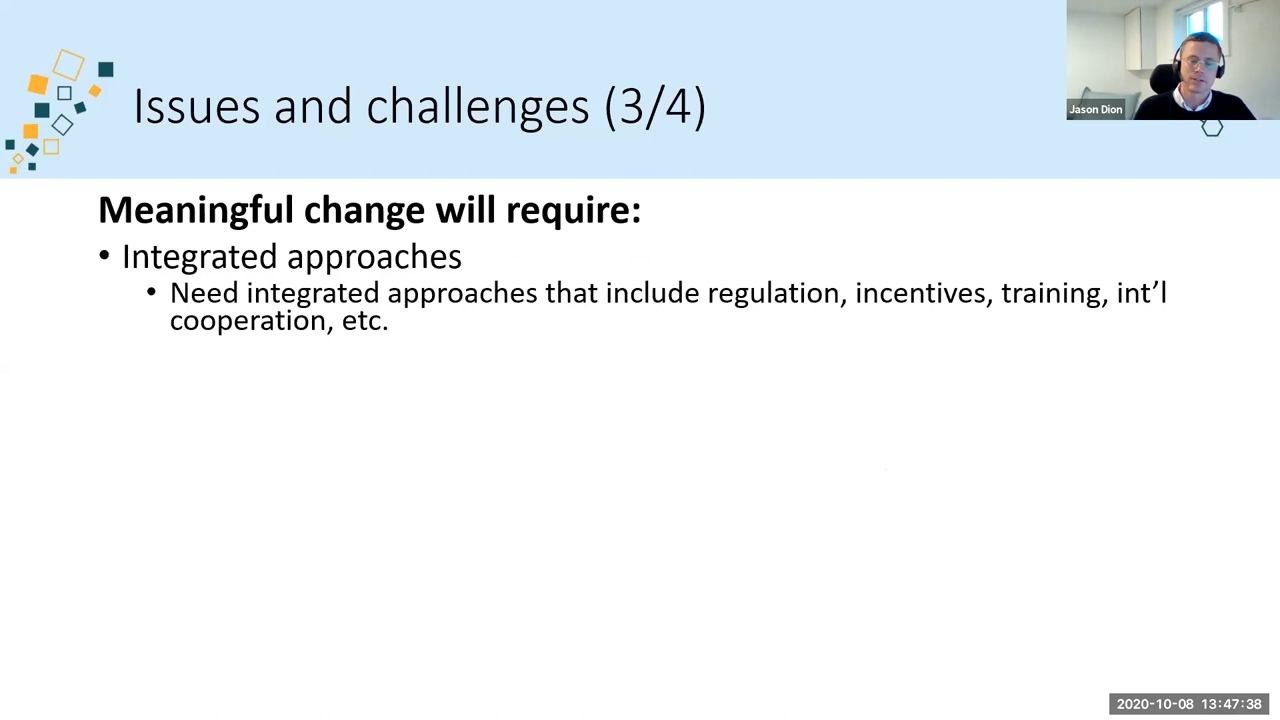 Issues and challenges (3/4)
Jason Dion
Meaningful change will require:
• Integrated approaches
• Need integrated approaches that include regulation, incentives, training, int’l
cooperation, etc.
2020-10-08 13:47:38